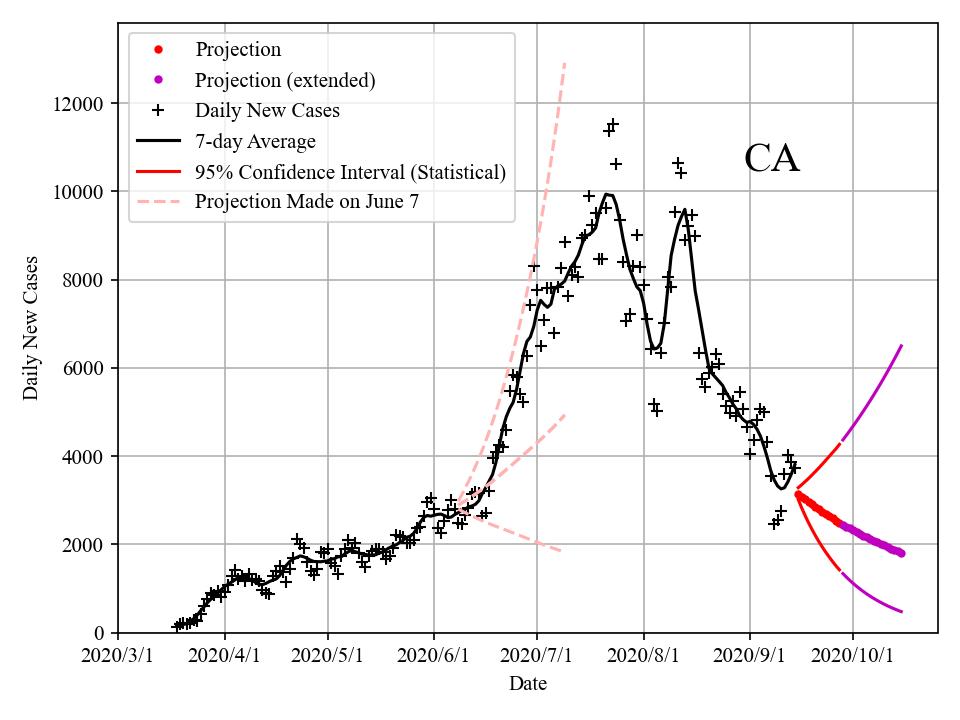 Projection
Projection (extended)
Daily New Cases
7-day Average
95% Confidence Interval (Statistical)
Projection Made on June 7
CA
12000
10000
8000
6000
4000
2000
0
Daily New Cases
2020/3/1 2020/4/1 2020/5/1 2020/6/1 2020/7/1 2020/8/1 2020/9/1 2020/10/1
Date